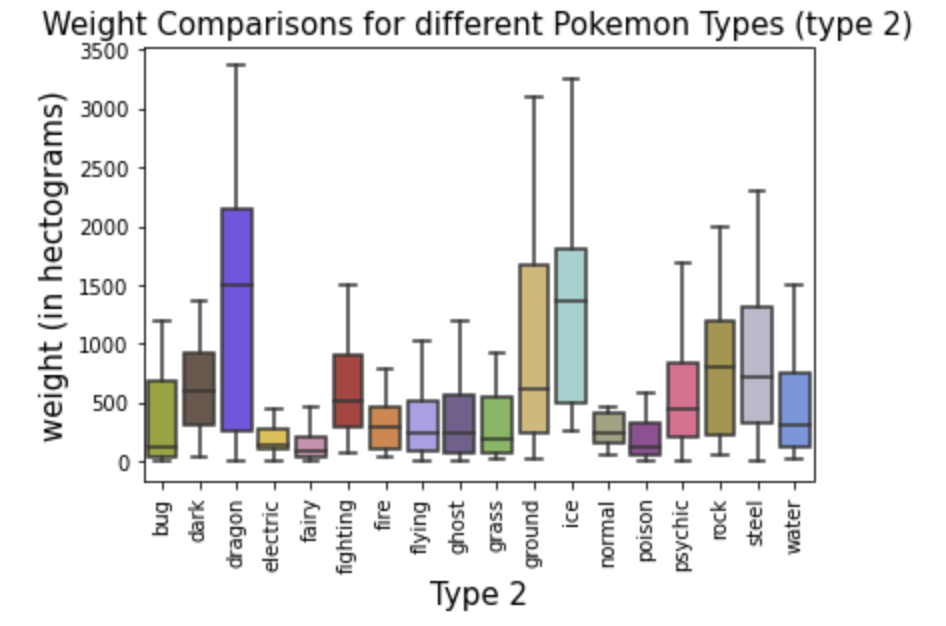 Weight Comparisons for different Pokemon Types (type 2)
weight (in hectograms)
3500
3000
2500
2000
1500
1000
500
0
bug
dark
dragon
electric
fairy
fighting
fire
flying
ghost
grass
ground
ice
normal
poison
psychic
rock
steel
water
Type 2